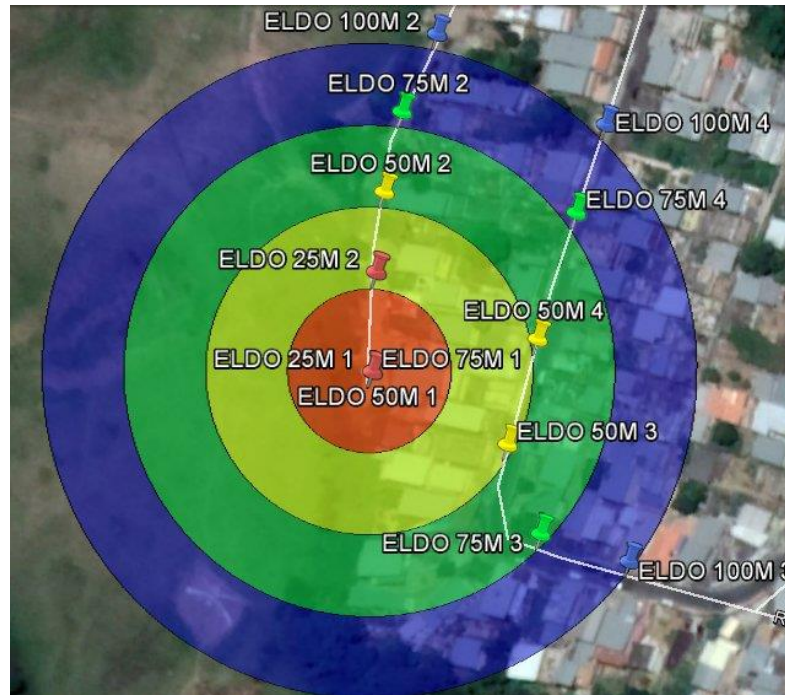 ELDO 100M 2
ELDO 75M 2
ELDO 100M 4
ELDO 50M 2
ELDO 75M 4
ELDO 25M 2
ELDO 50M 4
ELDO 25M 1
ELDO 75M 1
ELDO 50M 1
ELDO 50M 3
ELDO 75M 3
ELDO 100M 3
R